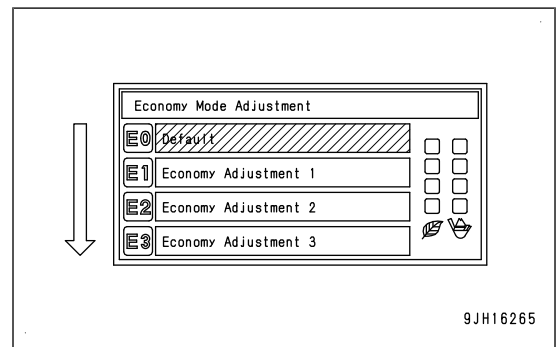 Economy Mode Adjustment
E0 Default
E1 Economy Adjustment 1
E2 Economy Adjustment 2
E3 Economy Adjustment 3
9JH16265